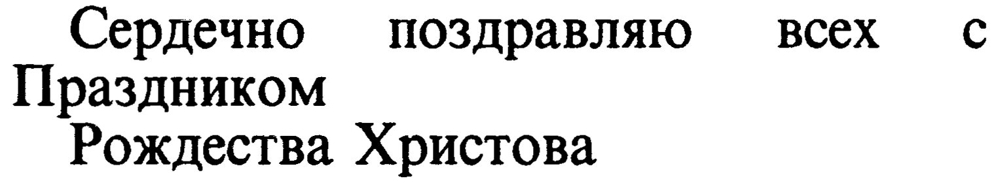 Сердечно поздравляю всех с
Праздником
Рождества Христова